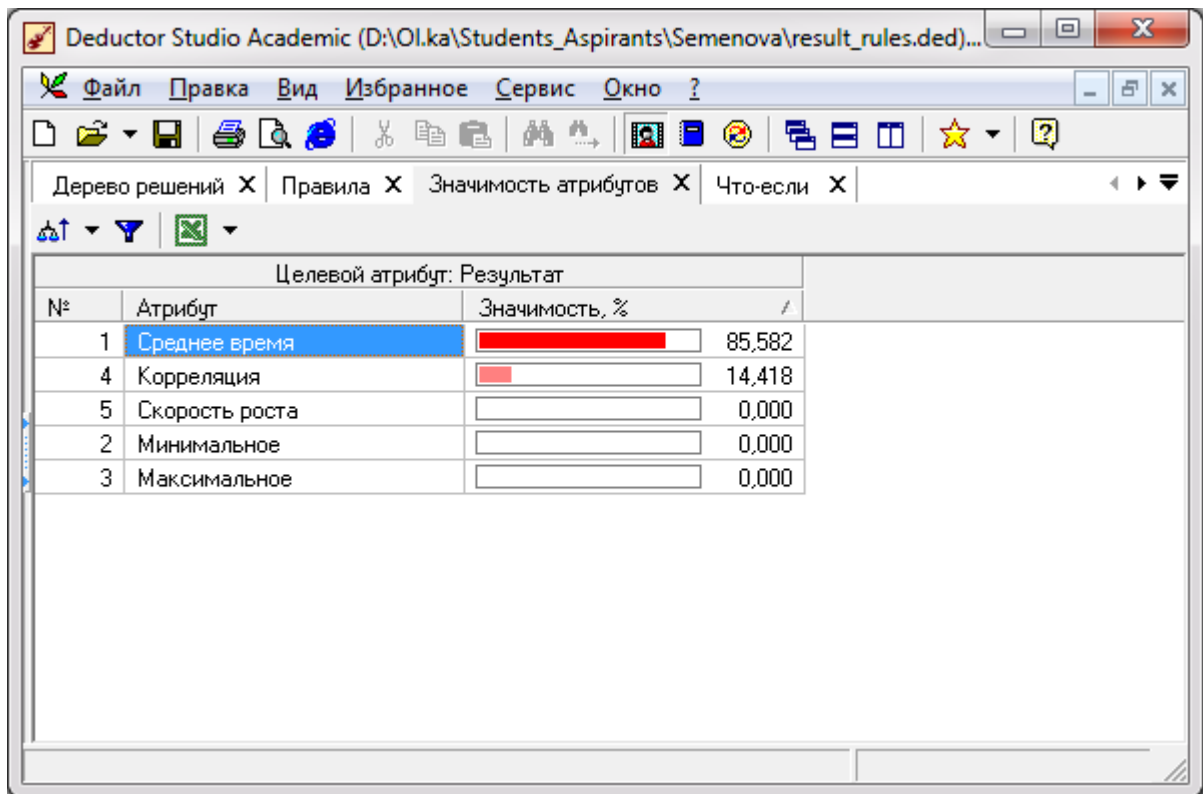 Deductor Studio Academic (D:\Ol.ka\Students_Aspirants\Semenova\result_rules.ded)...
Файл Правка Вид Избранное Сервис Окно ?
Дерево решений X Правила X Значимость атрибутов X Что-если X
Целевой атрибут: Результат
№ Атрибут Значимость, %
1 Среднее время 85,582
4 Корреляция 14,418
5 Скорость роста 0,000
2 Минимальное 0,000
3 Максимальное 0,000